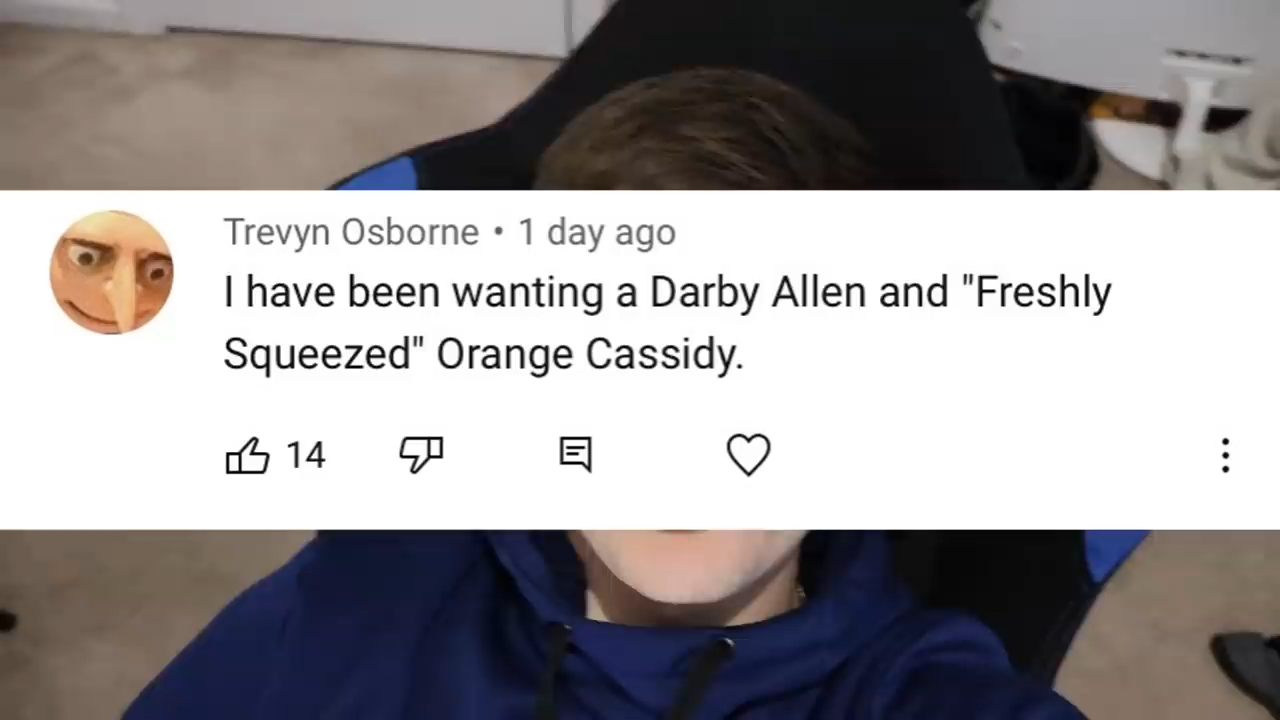 Trevyn Osborne • 1 day ago
I have been wanting a Darby Allen and "Freshly
Squeezed" Orange Cassidy.
14